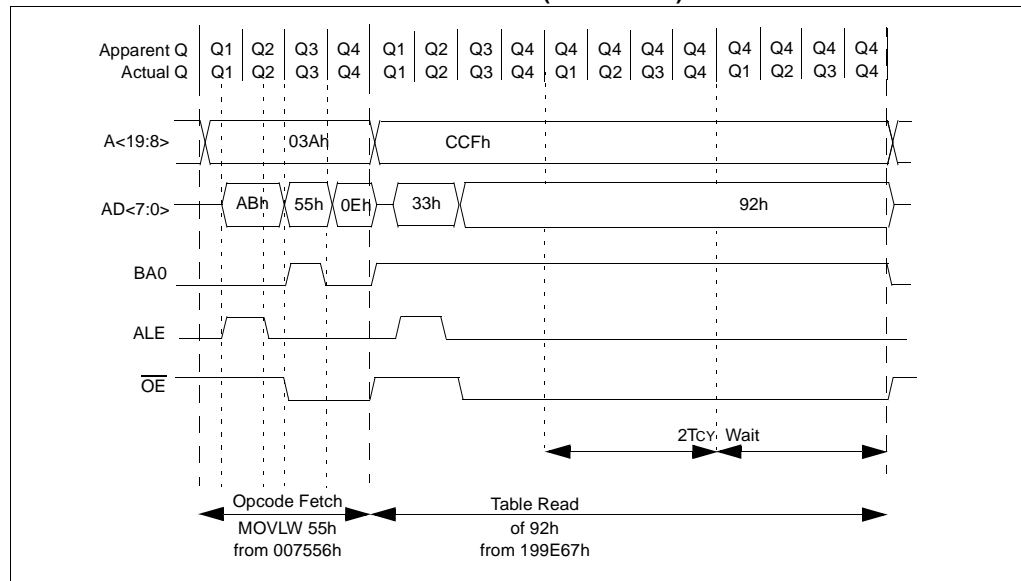 Apparent Q Q1 Q2 Q3 Q4 Q1 Q2 Q3 Q4 Q4 Q4 Q4 Q4 Q4 Q4 Q4 Q4
Actual Q Q1 Q2 Q3 Q4 Q1 Q2 Q3 Q4 Q1 Q2 Q3 Q4 Q1 Q2 Q3 Q4
A<19:8> 03Ah CCFh
AD<7:0> ABh 55h 0Eh 33h 92h
BA0
ALE
OE
2TCY Wait
Opcode Fetch
MOVLW 55h
from 007556h
Table Read
of 92h
from 199E67h